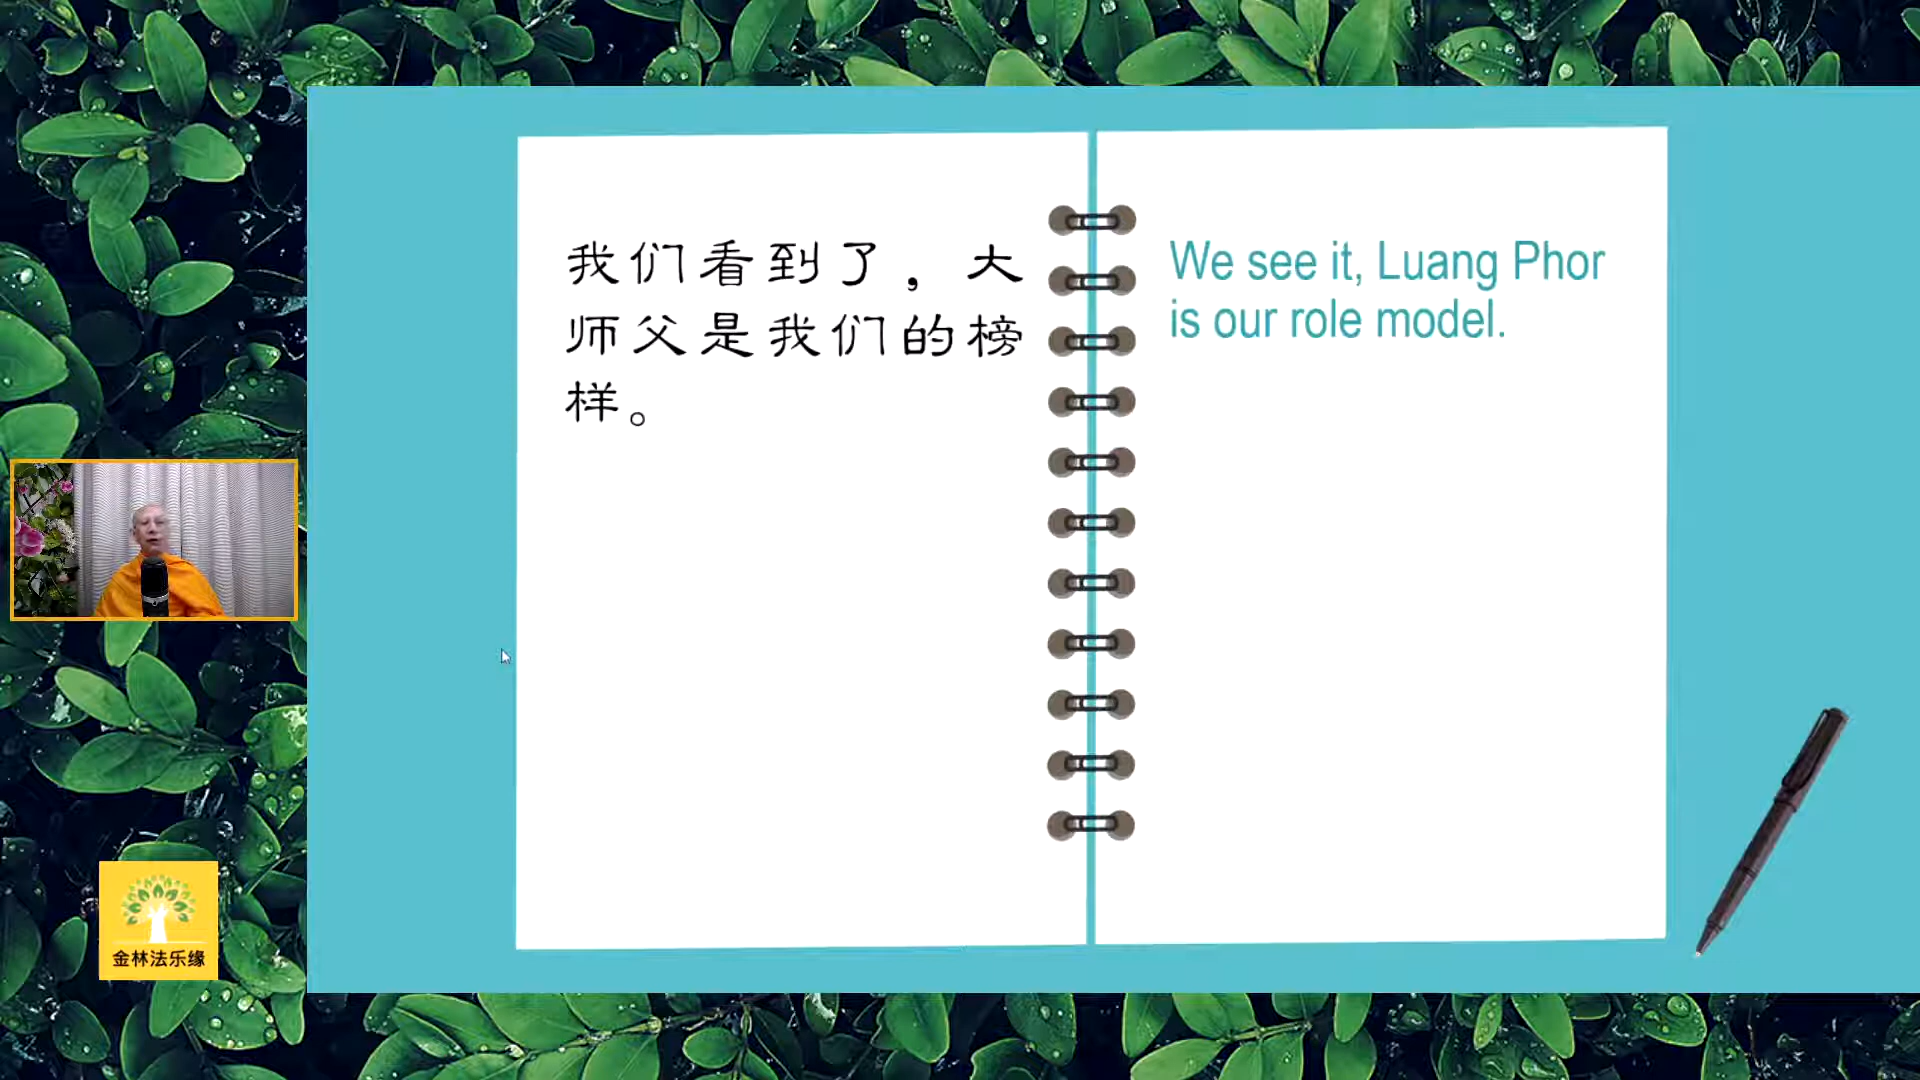 我们看到了，大
师父是我们的榜
样。
We see it, Luang Phor
is our role model.
金林法乐缘